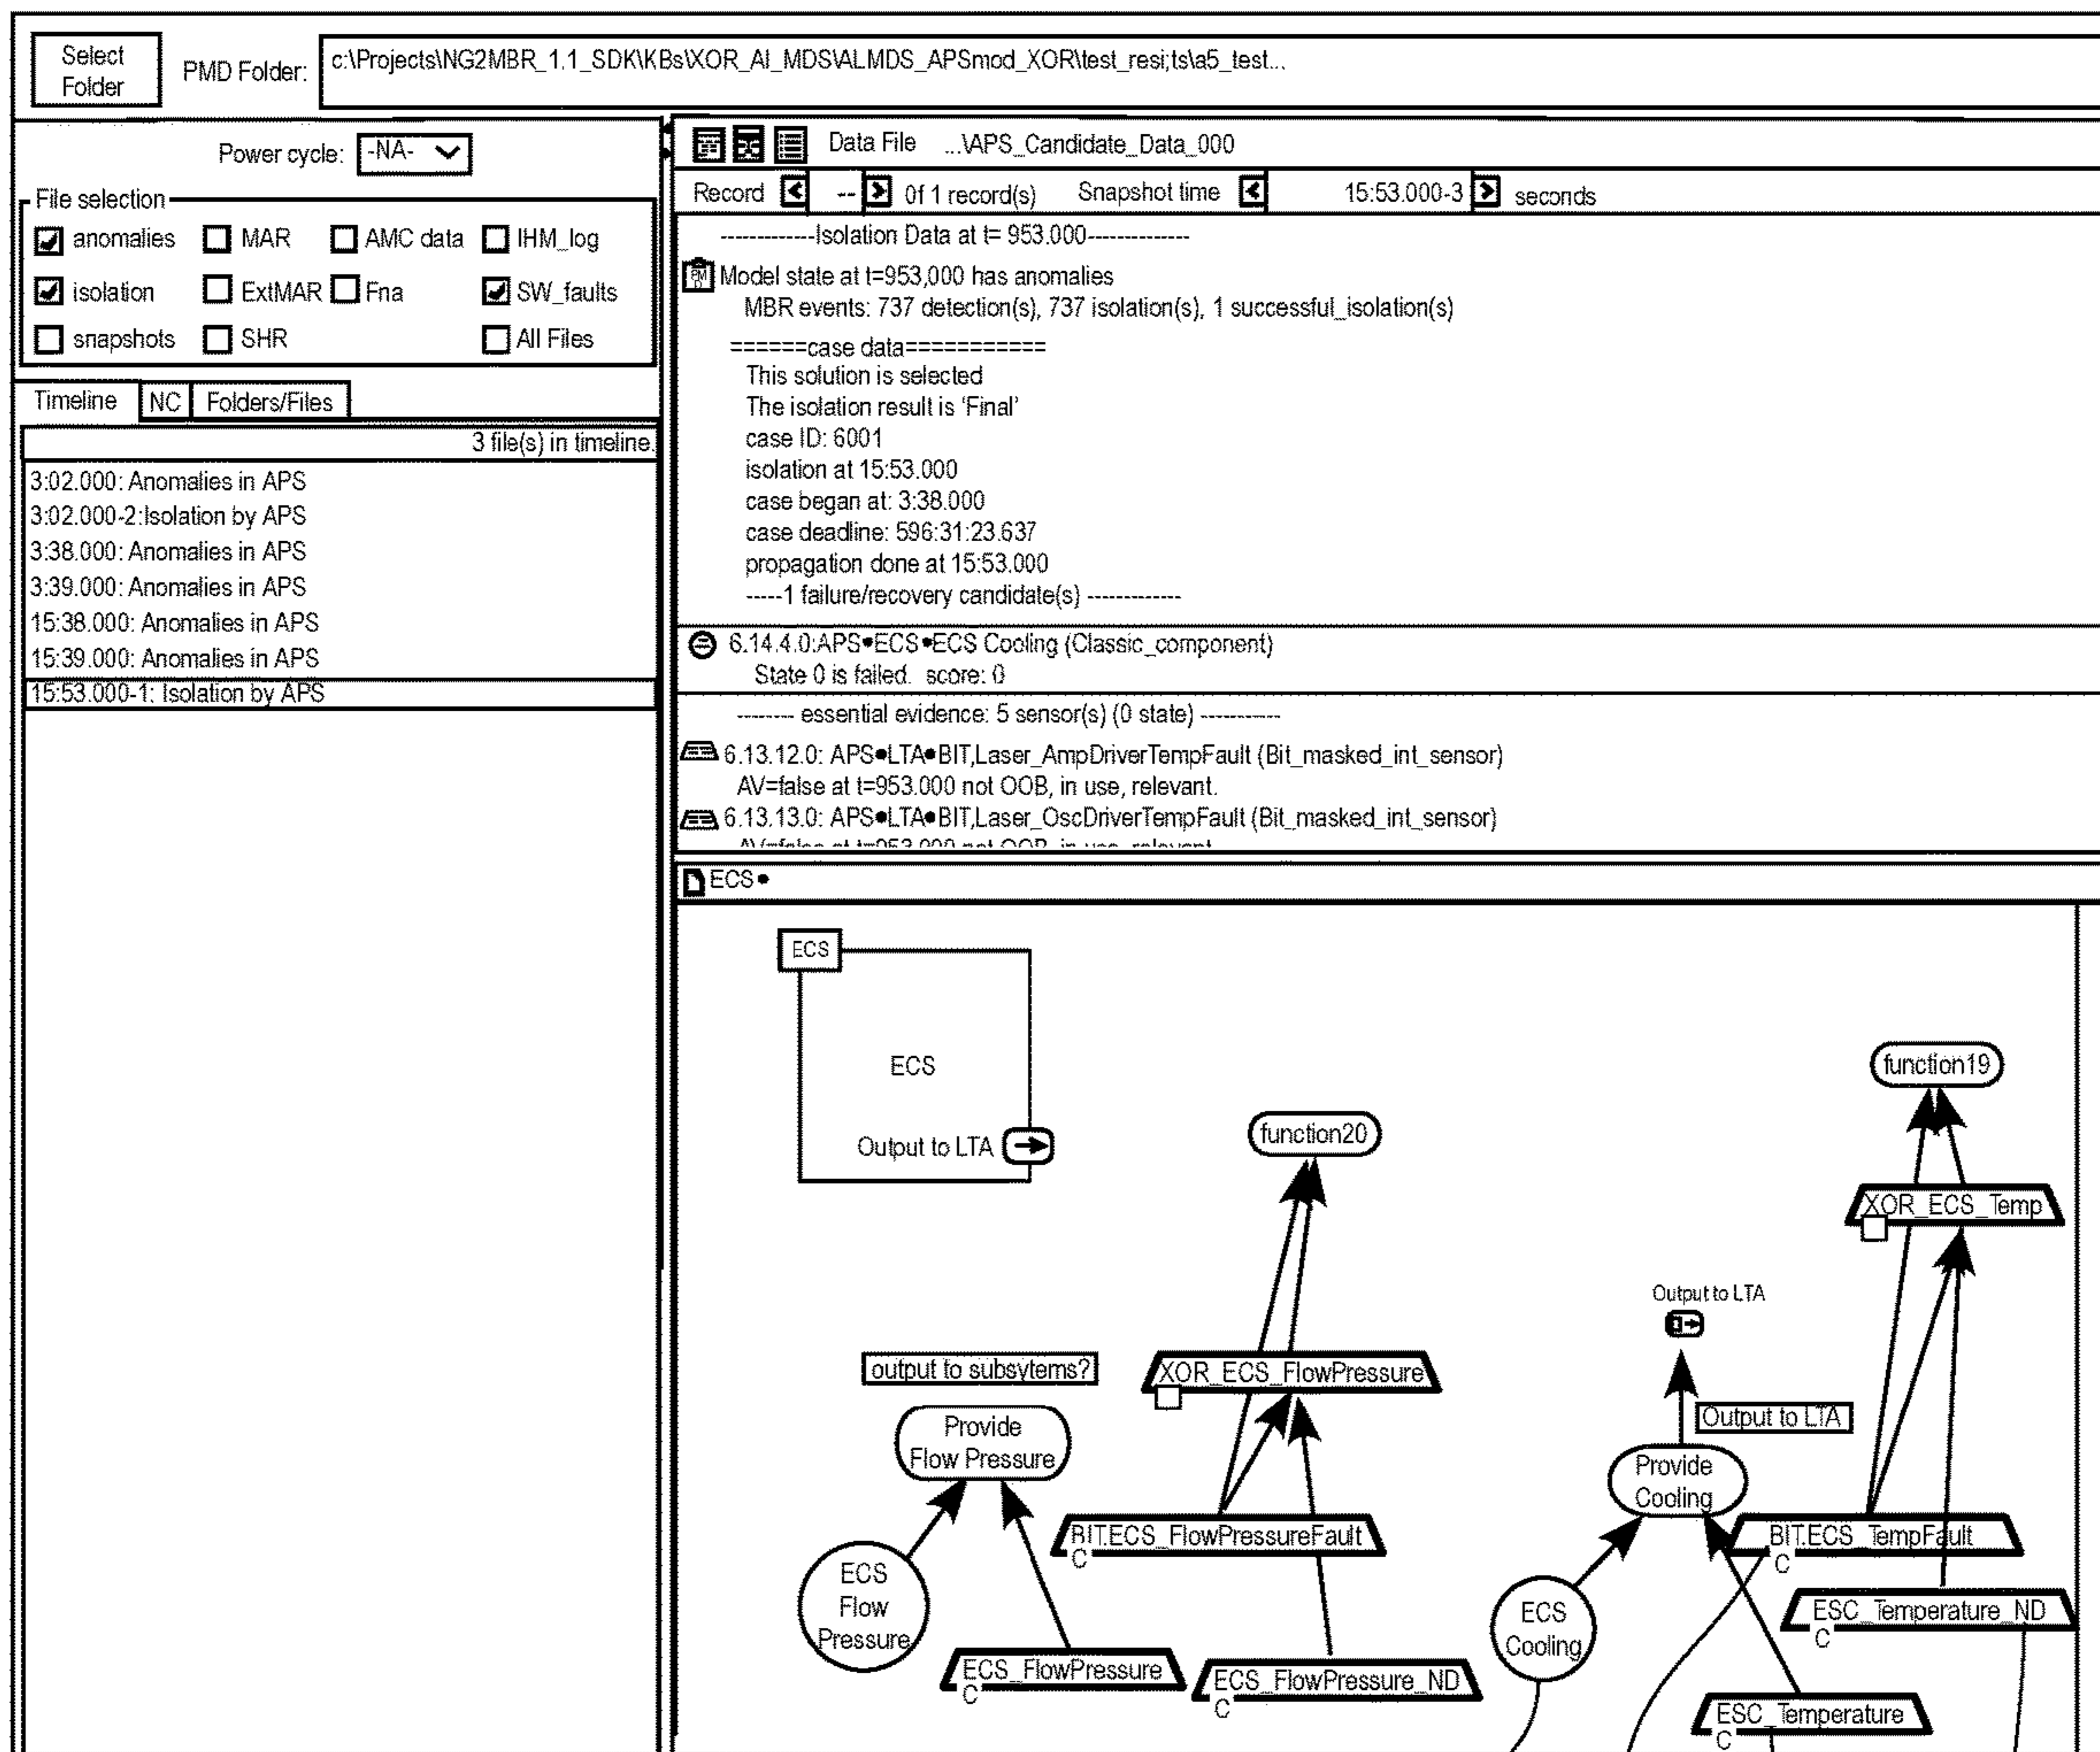 Select
Folder
PMD Folder:
c:\Projects\NG2MBR_1.1_SDK\KBs\XOR_AI_MDS\ALMDS_APSmod_XOR\test_resi;ts\a5_test...
Power cycle: -NA-
File selection
anomalies MAR AMC data IHM_log
isolation ExtMAR Fna SW_faults
snapshots SHR All Files
Timeline NC Folders/Files
3 file(s) in timeline.
3:02.000: Anomalies in APS
3:02.000-2:Isolation by APS
3:38.000: Anomalies in APS
3:39.000: Anomalies in APS
15:38.000: Anomalies in APS
15:39.000: Anomalies in APS
15:53.000-1: Isolation by APS
Data File ...\APS_Candidate_Data_000
Record -- Of 1 record(s) Snapshot time 15:53.000-3 seconds
-------------Isolation Data at t= 953.000--------------
Model state at t=953,000 has anomalies
MBR events: 737 detection(s), 737 isolation(s), 1 successful_isolation(s)
======case data===========
This solution is selected
The isolation result is ‘Final’
case ID: 6001
isolation at 15:53.000
case began at: 3:38.000
case deadline: 596:31:23.637
propagation done at 15:53.000
-----1 failure/recovery candidate(s) -------------
6.14.4.0:APS•ECS•ECS Cooling (Classic_component)
State 0 is failed. score: 0
-------- essential evidence: 5 sensor(s) (0 state) -----------
6.13.12.0: APS•LTA•BIT,Laser_AmpDriverTempFault (Bit_masked_int_sensor)
AV=false at t=953.000 not OOB, in use, relevant.
6.13.13.0: APS•LTA•BIT,Laser_OscDriverTempFault (Bit_masked_int_sensor)
AV=false at t=953.000 not OOB, in use, relevant.
ECS•
ECS
ECS
Output to LTA
function19
function20
XOR_ECS_Temp
Output to LTA
output to subsytems?
XOR_ECS_FlowPressure
Output to LTA
Provide
Flow Pressure
Provide
Cooling
BIT.ECS_FlowPressureFault
C
BIT.ECS_TempFault
C
ECS
Flow
Pressure
ECS
Cooling
ESC_Temperature_ND
C
ECS_FlowPressure
C
ECS_FlowPressure_ND
C
ESC_Temperature
C